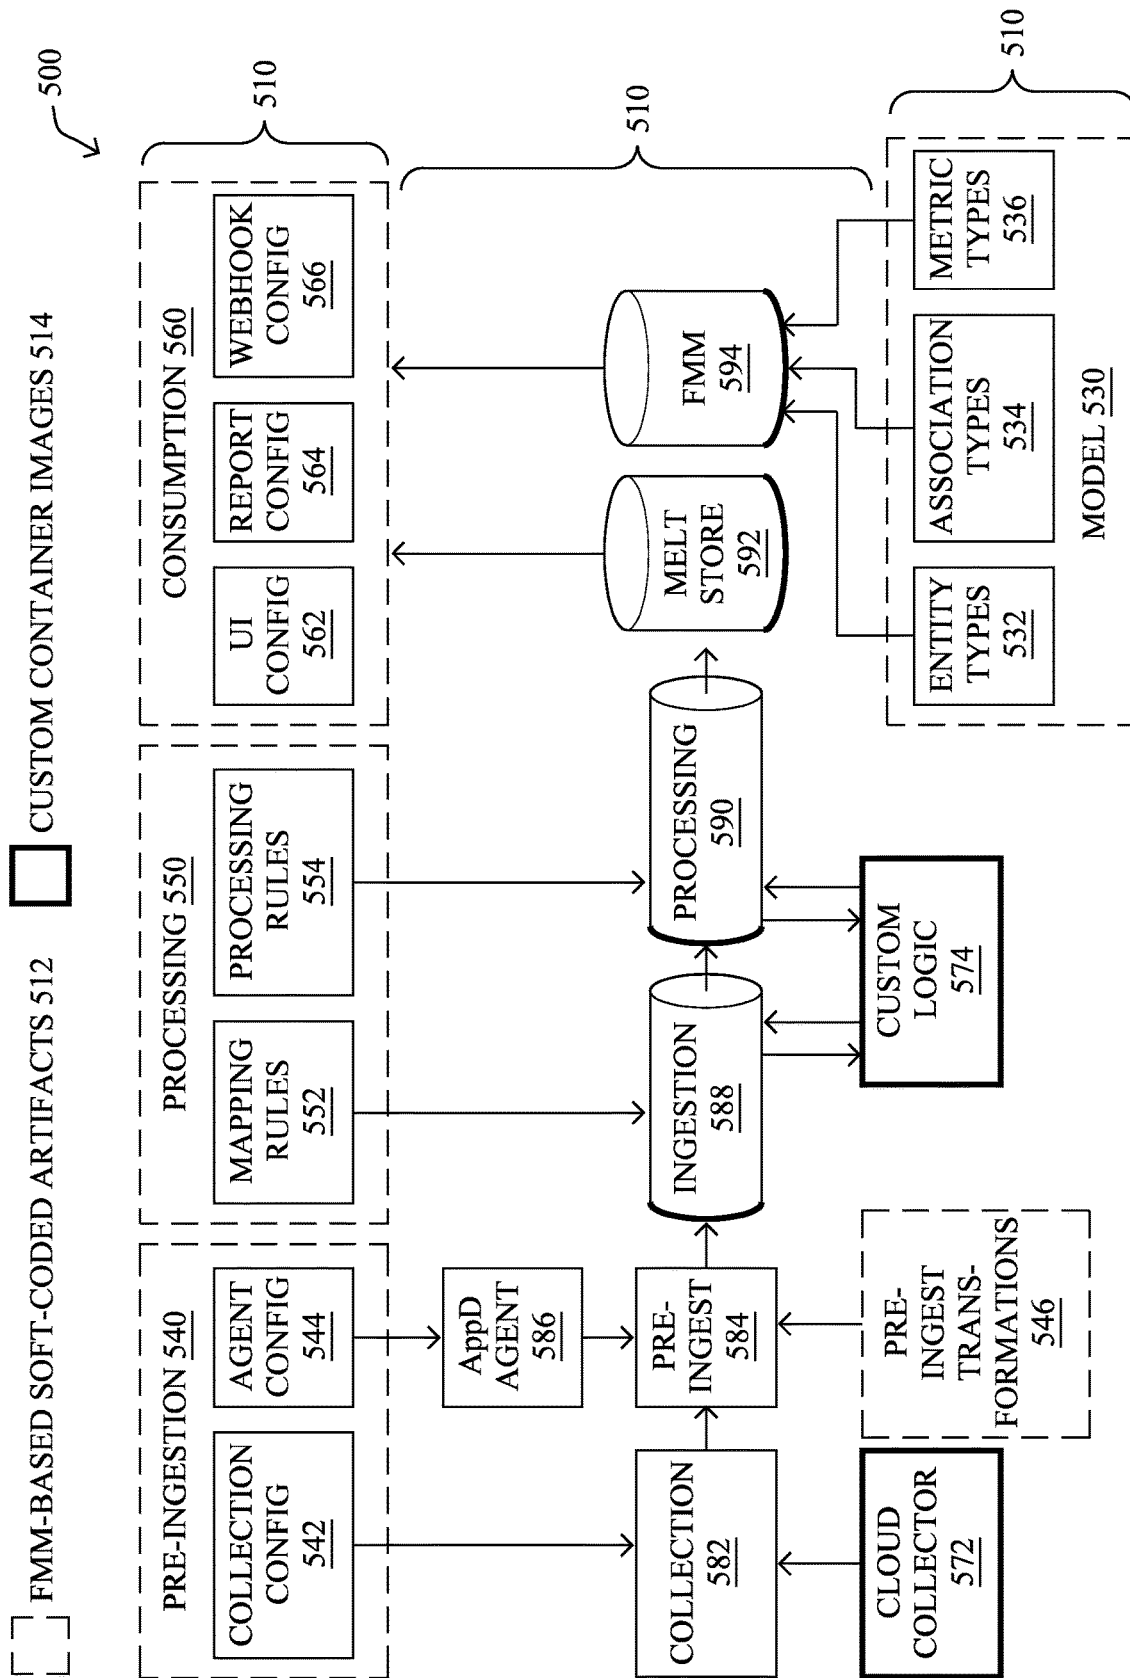 500
FMM-BASED SOFT-CODED ARTIFACTS 512
CUSTOM CONTAINER IMAGES 514
PRE-INGESTION 540
COLLECTION
CONFIG
542
AGENT
CONFIG
544
PROCESSING 550
MAPPING
RULES
552
PROCESSING
RULES
554
CONSUMPTION 560
UI
CONFIG
562
REPORT
CONFIG
564
WEBHOOK
CONFIG
566
510
AppD
AGENT
586
COLLECTION
582
PRE-
INGEST
584
INGESTION
588
PROCESSING
590
MELT
STORE
592
FMM
594
510
CLOUD
COLLECTOR
572
PRE-
INGEST
TRANS-
FORMATIONS
546
CUSTOM
LOGIC
574
ENTITY
TYPES
532
ASSOCIATION
TYPES
534
METRIC
TYPES
536
MODEL 530
510